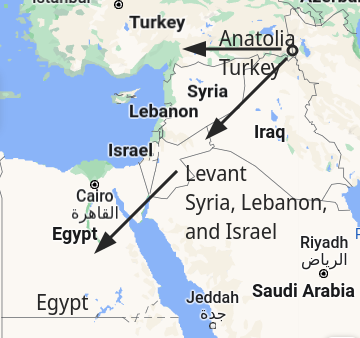 Istanbul
Turkey
Anatolia
Turkey
Syria
Lebanon
Iraq
Israel
Levant
Syria, Lebanon,
and Israel
Cairo
القاهرة
Egypt
Riyadh
الرياض
Saudi Arabia
Jeddah
جدة
Egypt